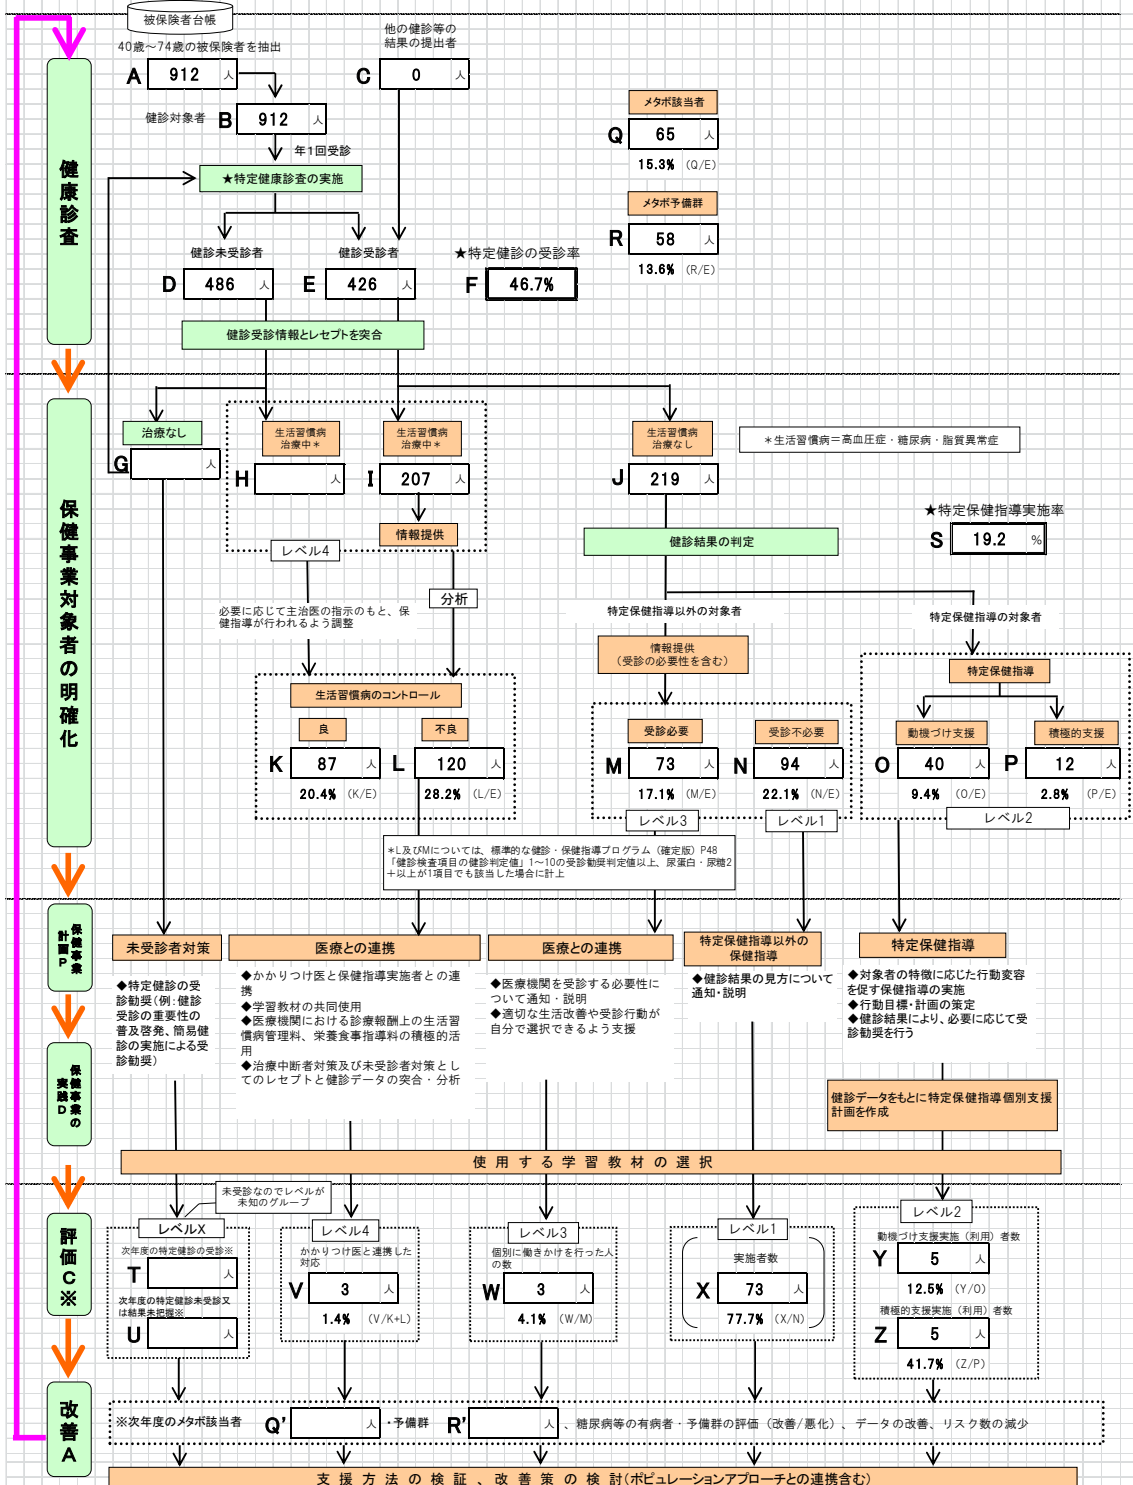 被保険者台帳
40歳～74歳の被保険者を抽出
A 912 人
他の健診等の
結果の提出者
C 0 人
健診対象者 B 912 人
年1回受診
★特定健康診査の実施
メタボ該当者
Q 65 人
15.3% (Q/E)
メタボ予備群
R 58 人
13.6% (R/E)
健康診査
健診未受診者
D 486 人
健診受診者
E 426 人
★特定健診の受診率
F 46.7%
健診受診情報とレセプトを突合
保健事業対象者の明確化
治療なし
G 人
生活習慣病
治療中＊
H 人
生活習慣病
治療中＊
I 207 人
情報提供
レベル4
生活習慣病
治療なし
J 219 人
＊生活習慣病＝高血圧症・糖尿病・脂質異常症
健診結果の判定
★特定保健指導実施率
S 19.2 %
必要に応じて主治医の指示のもと、保
健指導が行われるよう調整
分析
特定保健指導以外の対象者
情報提供
（受診の必要性を含む）
特定保健指導の対象者
特定保健指導
生活習慣病のコントロール
良
K 87 人
20.4% (K/E)
不良
L 120 人
28.2% (L/E)
受診必要
M 73 人
17.1% (M/E)
レベル3
受診不必要
N 94 人
22.1% (N/E)
レベル1
動機づけ支援
O 40 人
9.4% (O/E)
積極的支援
P 12 人
2.8% (P/E)
レベル2
＊L及びMについては、標準的な健診・保健指導プログラム（確定版）P48
「健診検査項目の健診判定値」1～10の受診勧奨判定値以上、尿蛋白・尿糖2
＋以上が1項目でも該当した場合に計上
保健事業
計画P
未受診者対策
◆特定健診の受
診勧奨(例:健診
受診の重要性の
普及啓発、簡易健
診の実施による受
診勧奨)
医療との連携
◆かかりつけ医と保健指導実施者との連
携
◆学習教材の共同使用
◆医療機関における診療報酬上の生活習
慣病管理料、栄養食事指導料の積極的活
用
◆治療中断者対策及び未受診者対策とし
てのレセプトと健診データの突合・分析
医療との連携
◆医療機関を受診する必要性に
ついて通知・説明
◆適切な生活改善や受診行動が
自分で選択できるよう支援
特定保健指導以外の
保健指導
◆健診結果の見方について
通知・説明
特定保健指導
◆対象者の特徴に応じた行動変容
を促す保健指導の実施
◆行動目標・計画の策定
◆健診結果により、必要に応じて受
診勧奨を行う
保健事業の
実践D
健診データをもとに特定保健指導個別支援
計画を作成
使用する学習教材の選択
評価C※
未受診なのでレベルが
未知のグループ
レベルX
次年度の特定健診の受診※
T 人
次年度の特定健診未受診又
は結果未把握※
U 人
レベル4
かかりつけ医と連携した
対応
V 3 人
1.4% (V/K+L)
レベル3
個別に働きかけを行った人
の数
W 3 人
4.1% (W/M)
レベル1
実施者数
X 73 人
77.7% (X/N)
レベル2
動機づけ支援実施（利用）者数
Y 5 人
12.5% (Y/O)
積極的支援実施（利用）者数
Z 5 人
41.7% (Z/P)
改善A
※次年度のメタボ該当者 Q' 人 ・予備群 R' 人 、糖尿病等の有病者・予備群の評価（改善/悪化）、データの改善、リスク数の減少
支援方法の検証、改善策の検討(ポピュレーションアプローチとの連携含む)